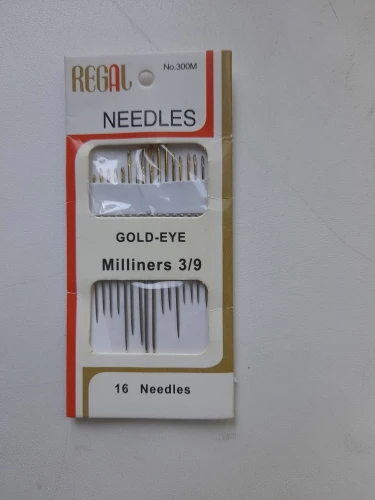 No.300M
REGAL
NEEDLES
GOLD-EYE
Milliners 3/9
16 Needles